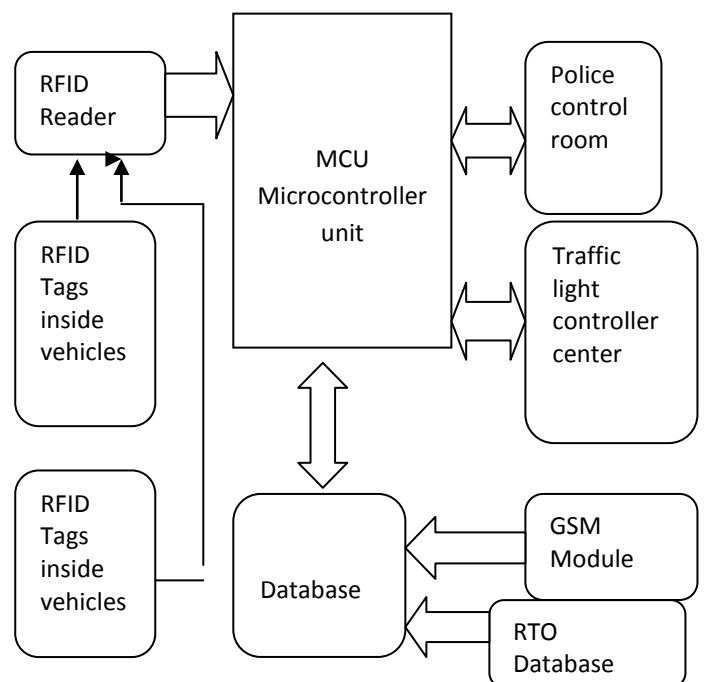 RFID
Reader
MCU
Microcontroller
unit
Police
control
room
RFID
Tags
inside
vehicles
Traffic
light
controller
center
RFID
Tags
inside
vehicles
Database
GSM
Module
RTO
Database